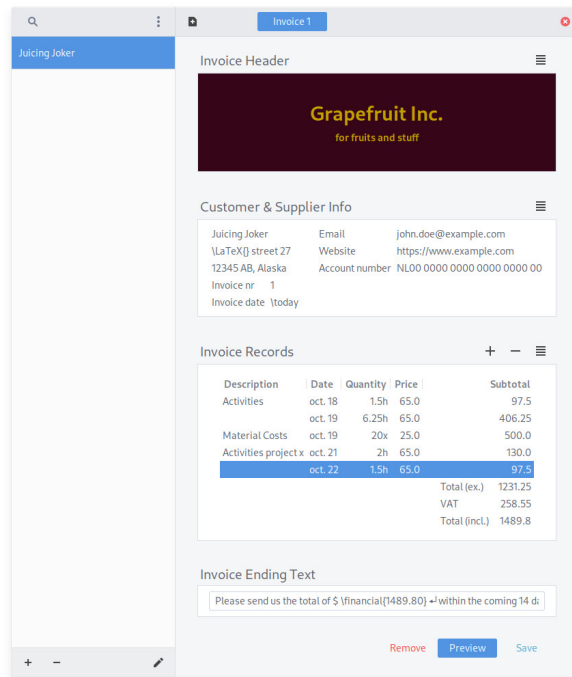 Invoice 1
Juicing Joker
Invoice Header
Grapefruit Inc.
for fruits and stuff
Customer & Supplier Info
Juicing Joker Email john.doe@example.com
\LaTeX{} street 27 Website https://www.example.com
12345 AB, Alaska Account number NL00 0000 0000 0000 0000 00
Invoice nr 1
Invoice date \today
Invoice Records
Description Date Quantity Price Subtotal
Activities oct. 18 1.5h 65.0 97.5
oct. 19 6.25h 65.0 406.25
Material Costs oct. 19 20x 25.0 500.0
Activities project x oct. 21 2h 65.0 130.0
oct. 22 1.5h 65.0 97.5
Total (ex.) 1231.25
VAT 258.55
Total (incl.) 1489.8
Invoice Ending Text
Please send us the total of $ \financial{1489.80} ↵ within the coming 14 
Remove Preview Save